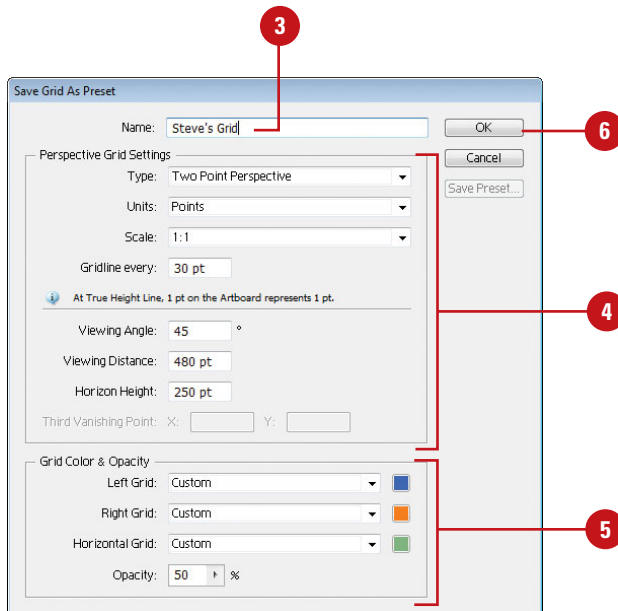 3
Save Grid As Preset
Name: Steve's Grid
OK
6
Perspective Grid Settings
Cancel
Type: Two Point Perspective
Save Preset...
Units: Points
Scale: 1:1
Gridline every: 30 pt
At True Height Line, 1 pt on the Artboard represents 1 pt.
4
Viewing Angle: 45 °
Viewing Distance: 480 pt
Horizon Height: 250 pt
Third Vanishing Point: X: Y:
Grid Color & Opacity
Left Grid: Custom
Right Grid: Custom
5
Horizontal Grid: Custom
Opacity: 50 %